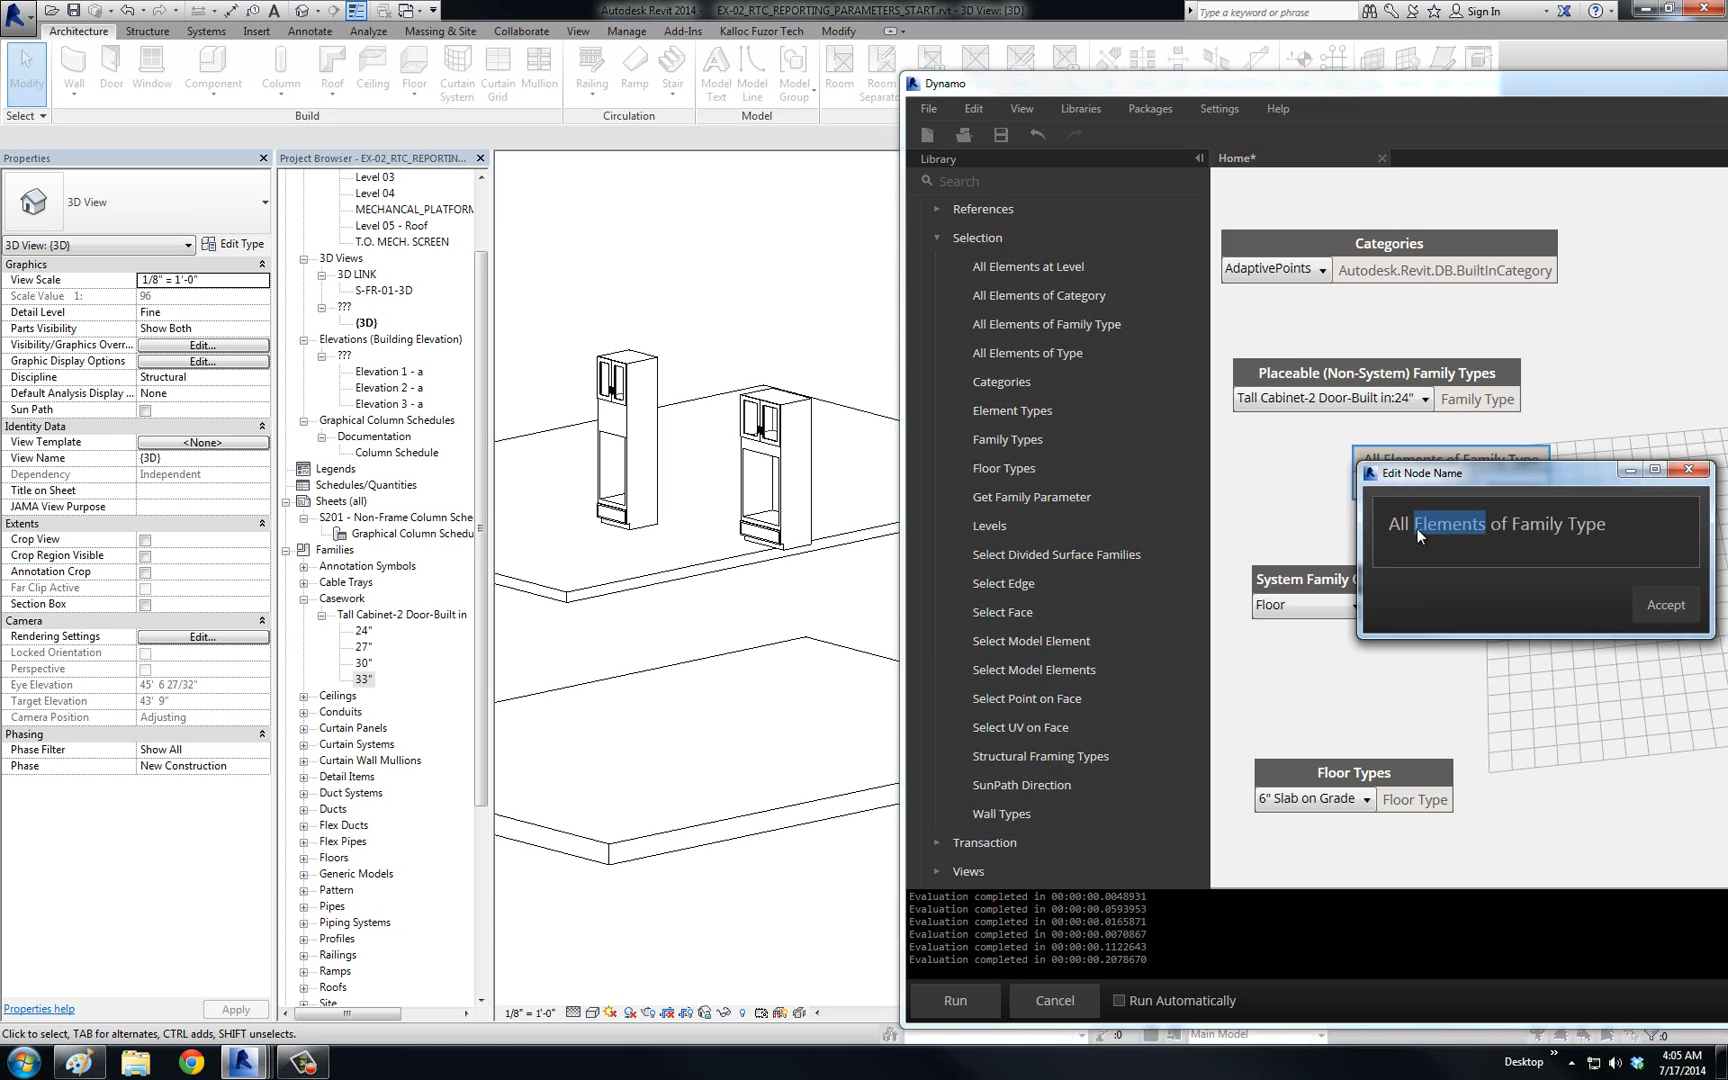 Autodesk Revit 2014 - EX-02_RTC_REPORTING_PARAMETERS_START.rvt - 3D View: {3D}
Type a keyword or phrase
Sign In
Architecture Structure Systems Insert Annotate Analyze Massing & Site Collaborate View Manage Add-Ins Kalloc Fuzor Tech Modify
Modify Wall Door Window Component Column Roof Ceiling Floor Curtain System Curtain Grid Mullion Railing Ramp Stair Model Text Model Line Model Group Room Room Separa
Select Build Circulation Model
Properties
3D View
3D View: {3D} Edit Type
Graphics
View Scale 1/8" = 1'-0"
Scale Value 1: 96
Detail Level Fine
Parts Visibility Show Both
Visibility/Graphics Overr... Edit...
Graphic Display Options Edit...
Discipline Structural
Default Analysis Display ... None
Sun Path
Identity Data
View Template <None>
View Name {3D}
Dependency Independent
Title on Sheet
JAMA View Purpose
Extents
Crop View
Crop Region Visible
Annotation Crop
Far Clip Active
Section Box
Camera
Rendering Settings Edit...
Locked Orientation
Perspective
Eye Elevation 45' 6 27/32"
Target Elevation 43' 9"
Camera Position Adjusting
Phasing
Phase Filter Show All
Phase New Construction
Properties help Apply
Project Browser - EX-02_RTC_REPORTIN...
Level 03
Level 04
MECHANCAL_PLATFORM
Level 05 - Roof
T.O. MECH. SCREEN
3D Views
3D LINK
S-FR-01-3D
???
{3D}
Elevations (Building Elevation)
???
Elevation 1 - a
Elevation 2 - a
Elevation 3 - a
Graphical Column Schedules
Documentation
Column Schedule
Legends
Schedules/Quantities
Sheets (all)
S201 - Non-Frame Column Sche
Graphical Column Schedu
Families
Annotation Symbols
Cable Trays
Casework
Tall Cabinet-2 Door-Built in
24"
27"
30"
33"
Ceilings
Conduits
Curtain Panels
Curtain Systems
Curtain Wall Mullions
Detail Items
Duct Systems
Ducts
Flex Ducts
Flex Pipes
Floors
Generic Models
Pattern
Pipes
Piping Systems
Profiles
Railings
Ramps
Roofs
Site
1/8" = 1'-0"
Dynamo
File Edit View Libraries Packages Settings Help
Library
Home*
Search
References
Selection
All Elements at Level
All Elements of Category
All Elements of Family Type
All Elements of Type
Categories
Element Types
Family Types
Floor Types
Get Family Parameter
Levels
Select Divided Surface Families
Select Edge
Select Face
Select Model Element
Select Model Elements
Select Point on Face
Select UV on Face
Structural Framing Types
SunPath Direction
Wall Types
Transaction
Views
Categories
AdaptivePoints Autodesk.Revit.DB.BuiltInCategory
Placeable (Non-System) Family Types
Tall Cabinet-2 Door-Built in:24" Family Type
All Elements of Family Type
Edit Node Name
All Elements of Family Type
Accept
System Family
Floor
Floor Types
6" Slab on Grade Floor Type
Evaluation completed in 00:00:00.0048931
Evaluation completed in 00:00:00.0593953
Evaluation completed in 00:00:00.0165871
Evaluation completed in 00:00:00.0070867
Evaluation completed in 00:00:00.1122643
Evaluation completed in 00:00:00.2078670
Run Cancel Run Automatically
Click to select, TAB for alternates, CTRL adds, SHIFT unselects.
:0 Main Model :0
Desktop
4:05 AM
7/17/2014